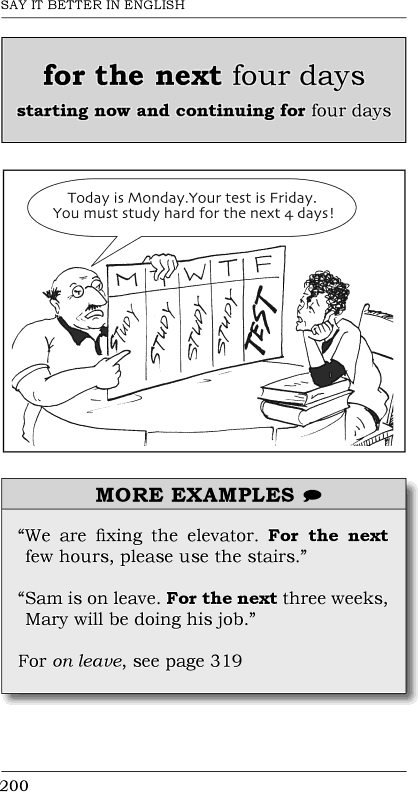 SAY IT BETTER IN ENGLISH
for the next four days
starting now and continuing for four days
Today is Monday.Your test is Friday.
You must study hard for the next 4 days!
M T W T F
STUDY STUDY STUDY STUDY TEST
MORE EXAMPLES
“We are fixing the elevator. For the next
few hours, please use the stairs.”
“Sam is on leave. For the next three weeks,
Mary will be doing his job.”
For on leave, see page 319
200